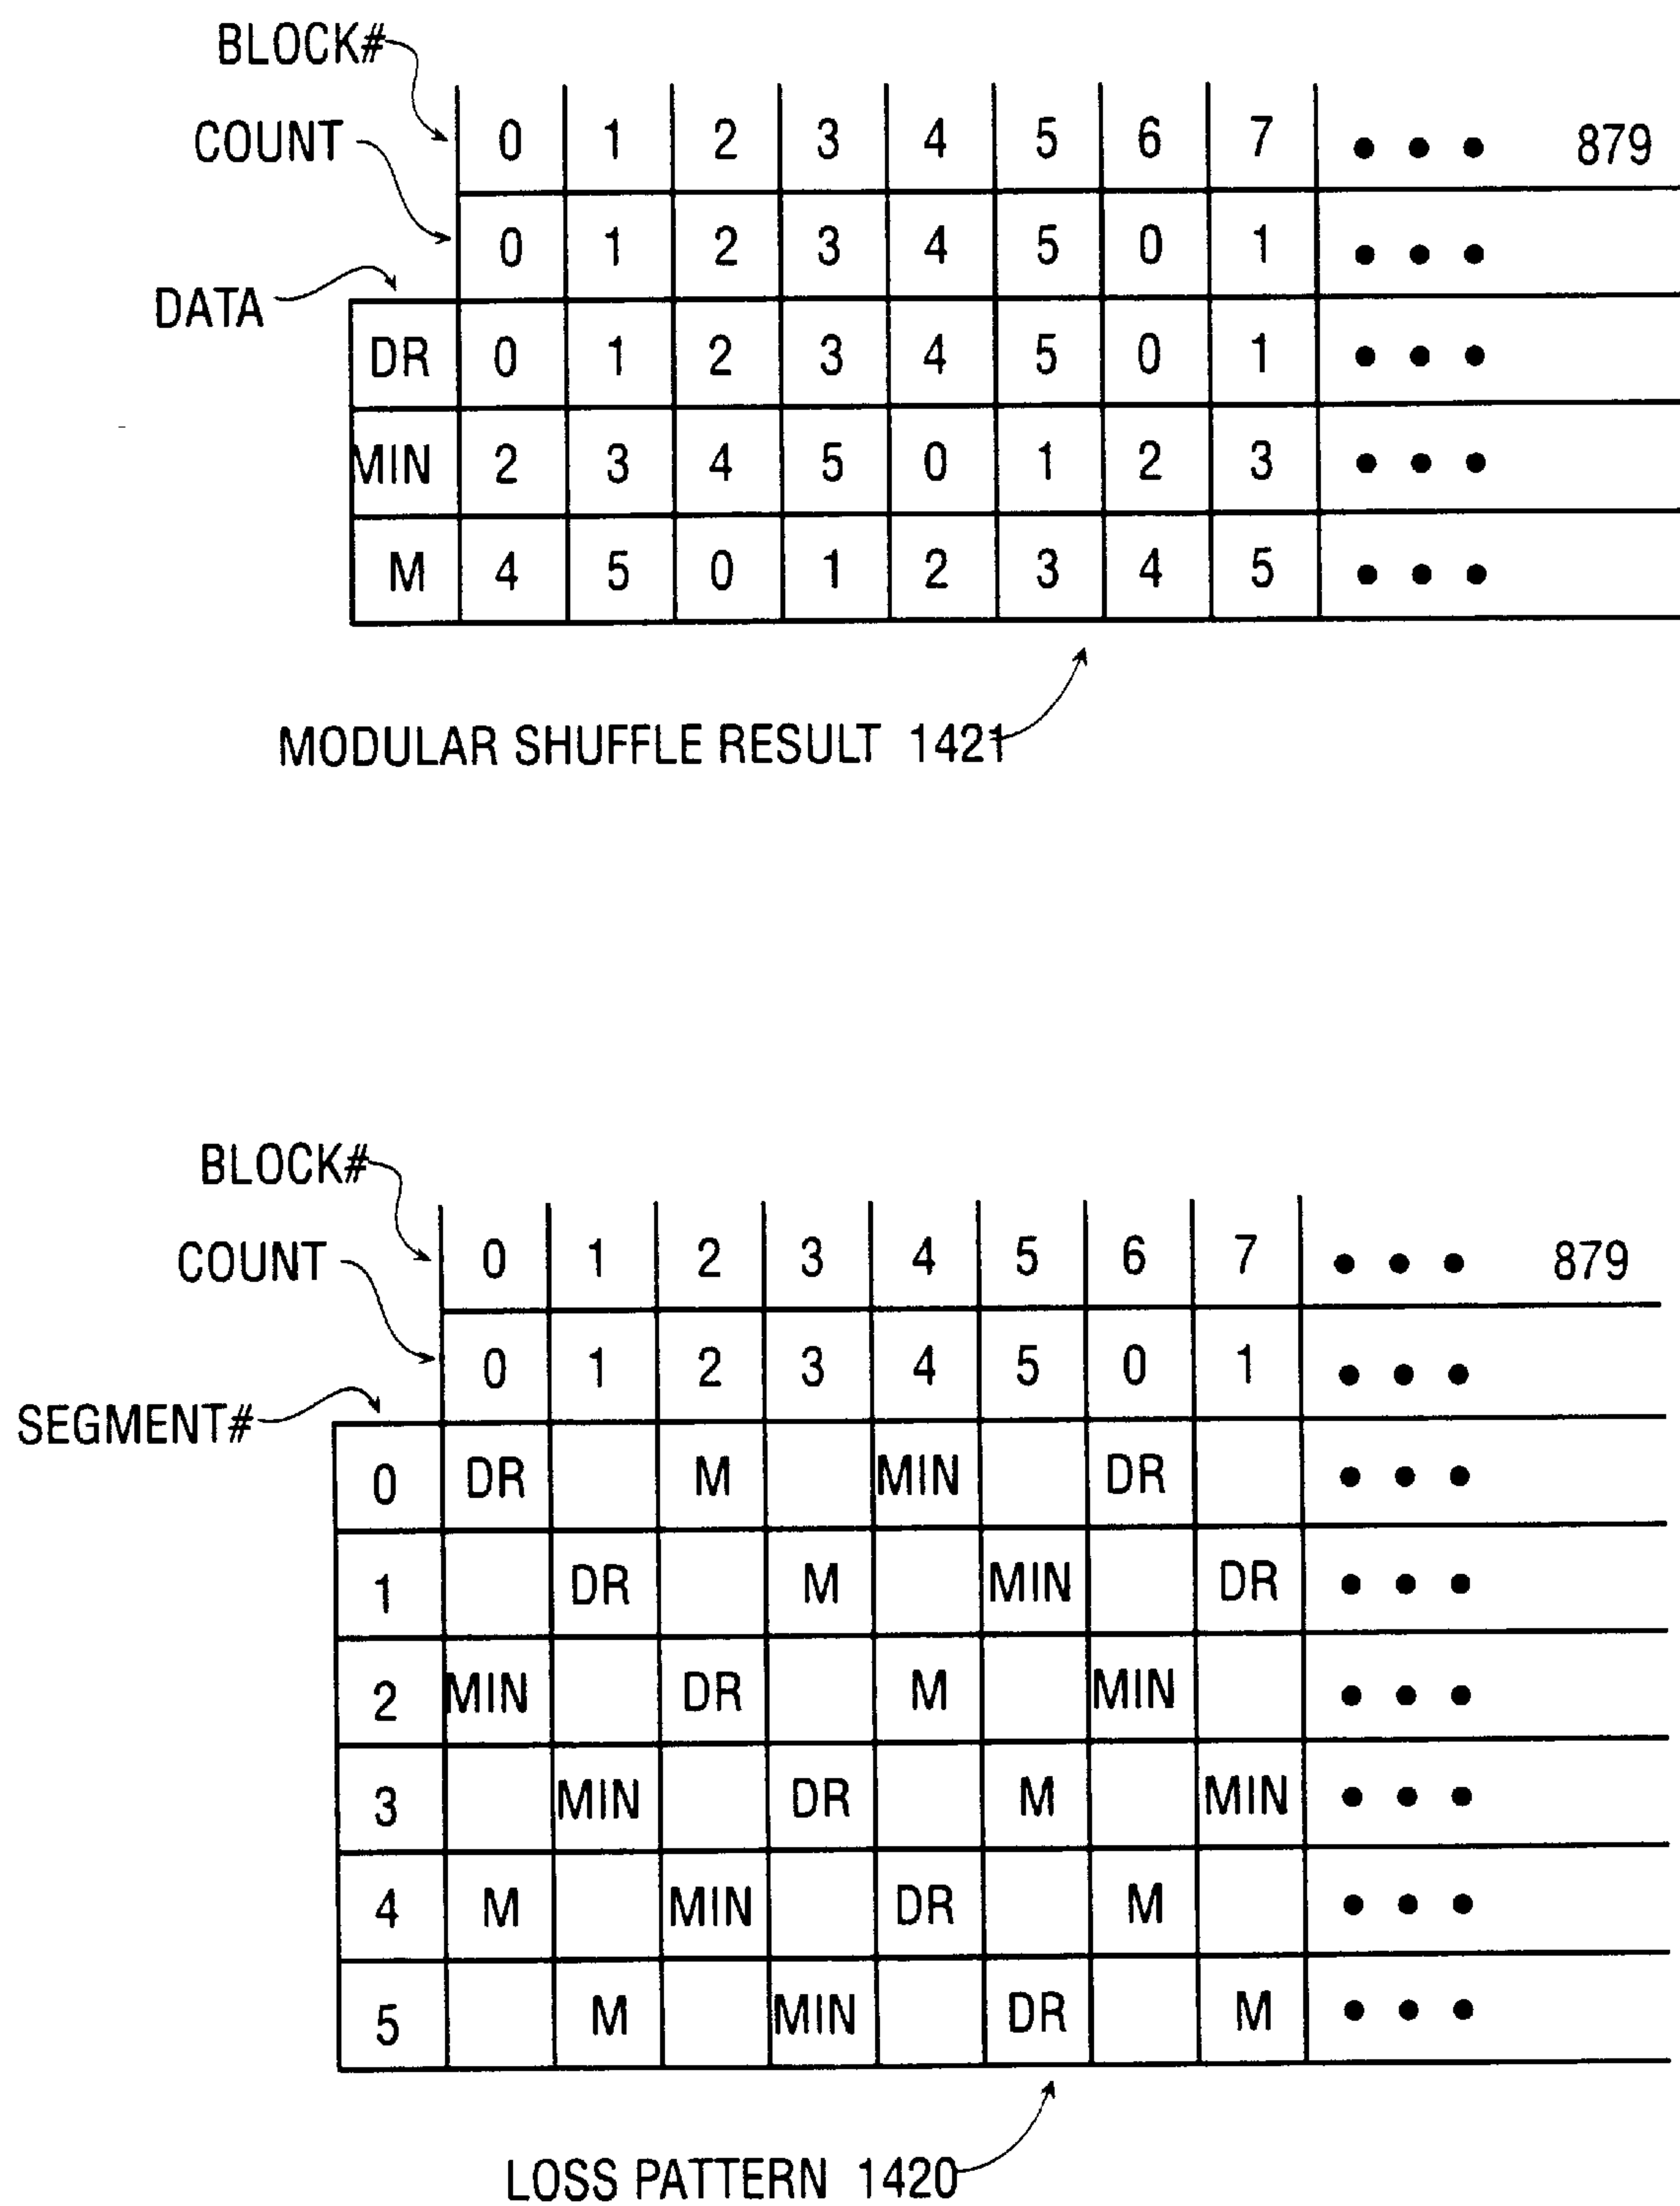 BLOCK#
COUNT 0 1 2 3 4 5 6 7 ● ● ● 879
0 1 2 3 4 5 0 1 ● ● ●
DATA
DR 0 1 2 3 4 5 0 1 ● ● ●
MIN 2 3 4 5 0 1 2 3 ● ● ●
M 4 5 0 1 2 3 4 5 ● ● ●
MODULAR SHUFFLE RESULT 1421
BLOCK#
COUNT 0 1 2 3 4 5 6 7 ● ● ● 879
0 1 2 3 4 5 0 1 ● ● ●
SEGMENT#
0 DR M MIN DR ● ● ●
1 DR M MIN DR ● ● ●
2 MIN DR M MIN ● ● ●
3 MIN DR M MIN ● ● ●
4 M MIN DR M ● ● ●
5 M MIN DR M ● ● ●
LOSS PATTERN 1420